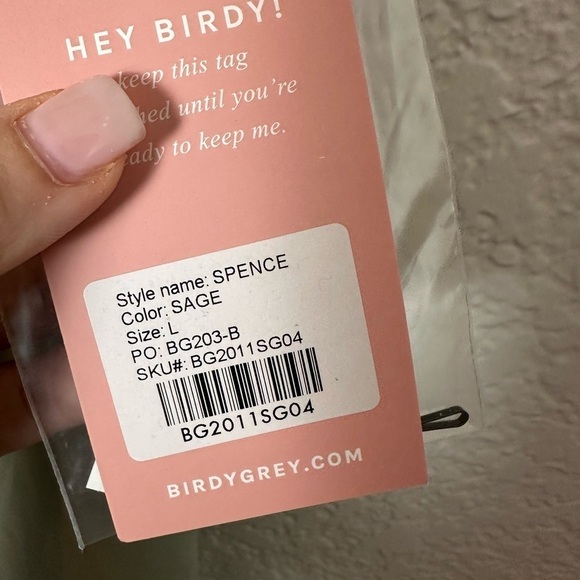 HEY BIRDY!
keep this tag
until you're
to keep me.
Style name: SPENCE
Color: SAGE
Size: L
PO: BG203-B
SKU#: BG2011SG04
BG2011SG04
BIRDYGREY.COM